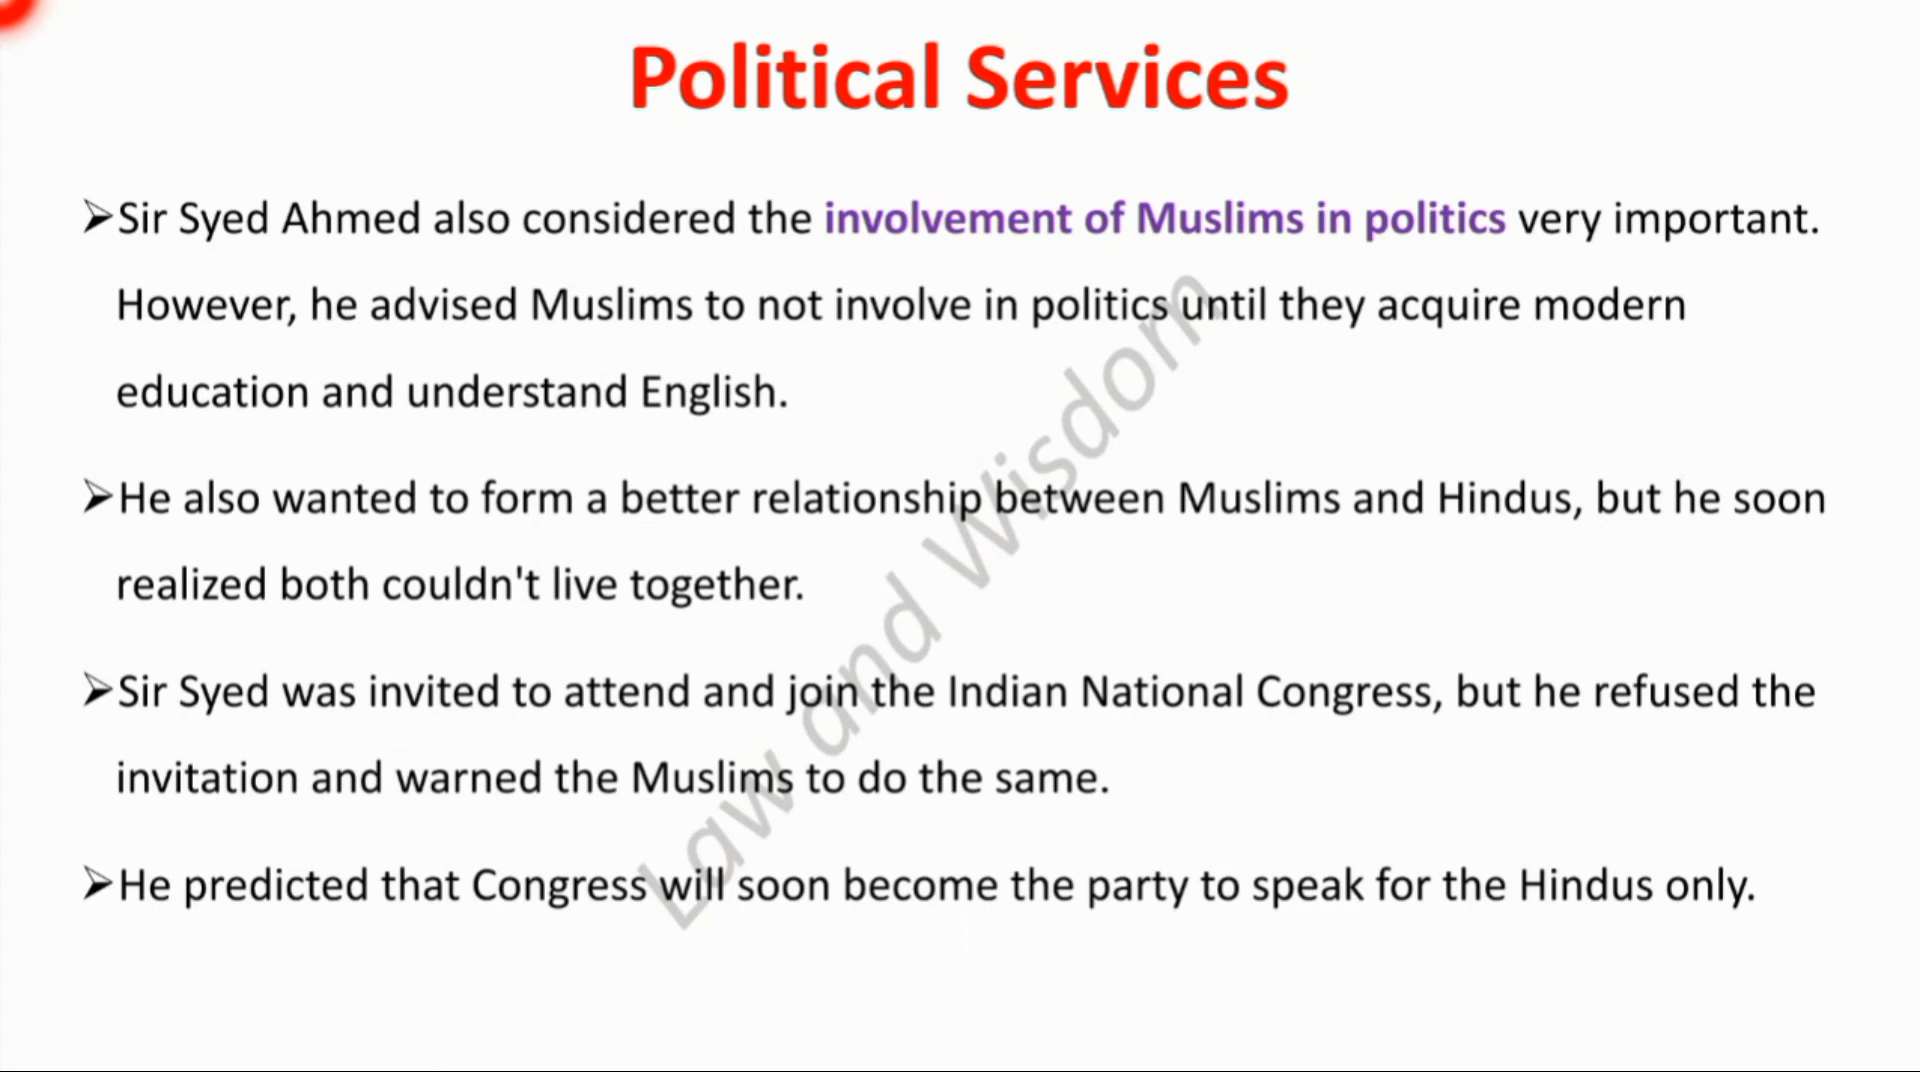 Political Services
➢Sir Syed Ahmed also considered the involvement of Muslims in politics very important.
However, he advised Muslims to not involve in politics until they acquire modern
education and understand English.
➢He also wanted to form a better relationship between Muslims and Hindus, but he soon
realized both couldn't live together.
➢Sir Syed was invited to attend and join the Indian National Congress, but he refused the
invitation and warned the Muslims to do the same.
➢He predicted that Congress will soon become the party to speak for the Hindus only.
Law and Wisdom